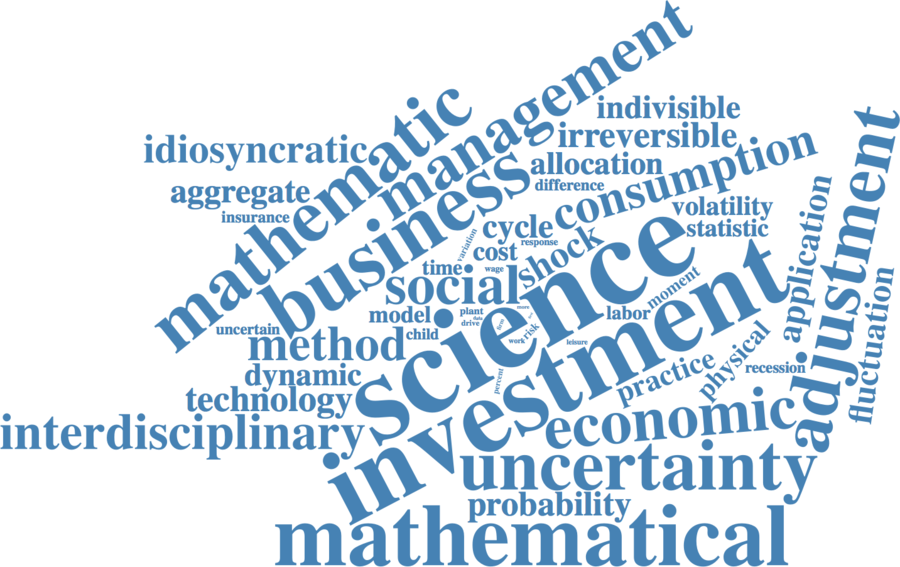 management
mathematic
indivisible
irreversible
idiosyncratic
allocation
consumption
adjustment
business
aggregate
difference
insurance
volatility
application
cycle
statistic
variation
response
shock
cost
science
time
wage
social
moment
fluctuation
investment
plant
model
labor
drive
risk
uncertain
child
work
leisure
method
physical
recession
dynamic
percent
practice
technology
economic
interdisciplinary
uncertainty
probability
mathematical